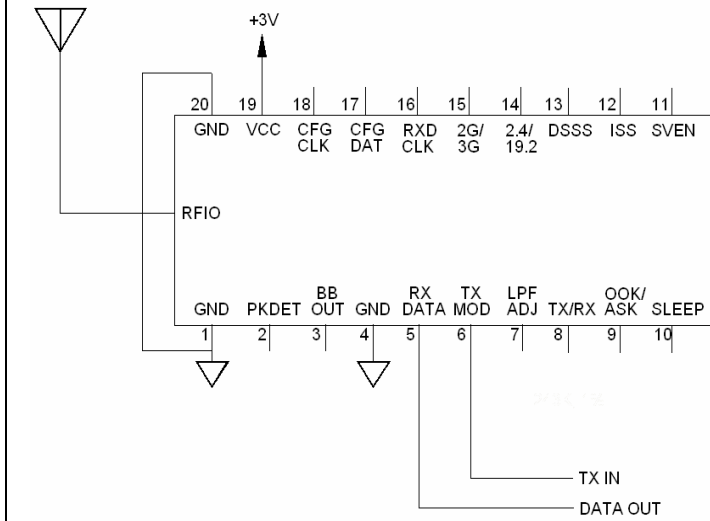 +3V
20 19 18 17 16 15 14 13 12 11
GND VCC CFG CLK CFG DAT RXD CLK 2G/ 3G 2.4/ 19.2 DSSS ISS SVEN
RFIO
GND PKDET BB OUT GND RX DATA TX MOD LPF ADJ TX/RX OOK/ ASK SLEEP
1 2 3 4 5 6 7 8 9 10
TX IN
DATA OUT